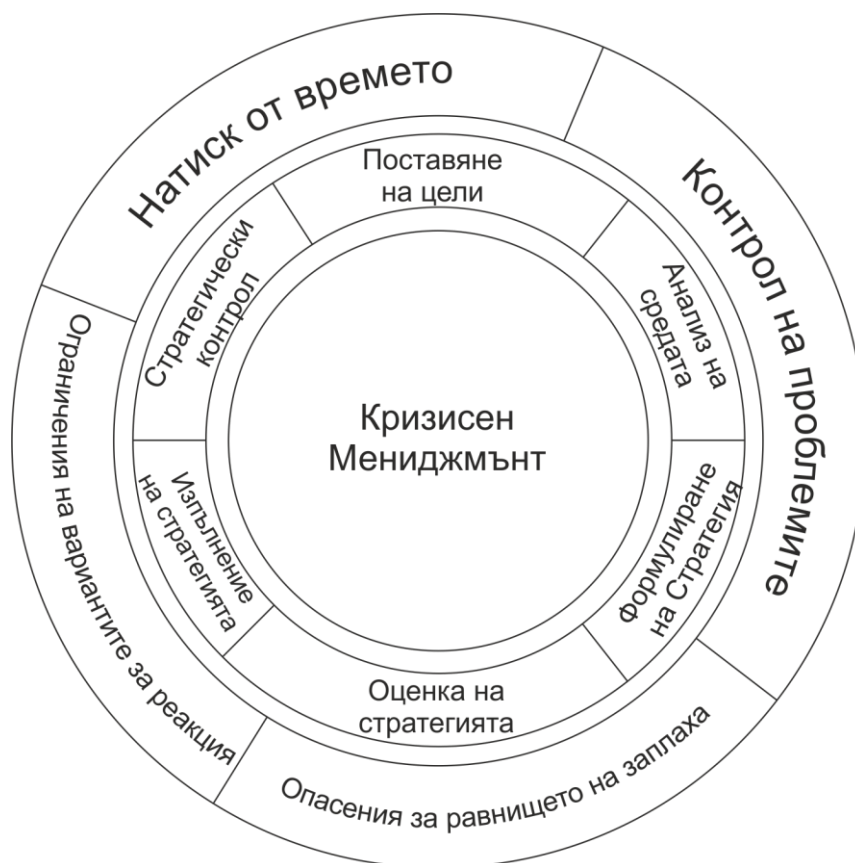 Натиск от времето
Контрол на проблемите
Опасения за равнището на заплаха
Ограничения на вариантите за реакция
Поставяне
на цели
Анализ на
средата
Формулиране
на Стратегия
Оценка на
стратегията
Изпълнение
на стратегията
Стратегически
контрол
Кризисен
Мениджмънт